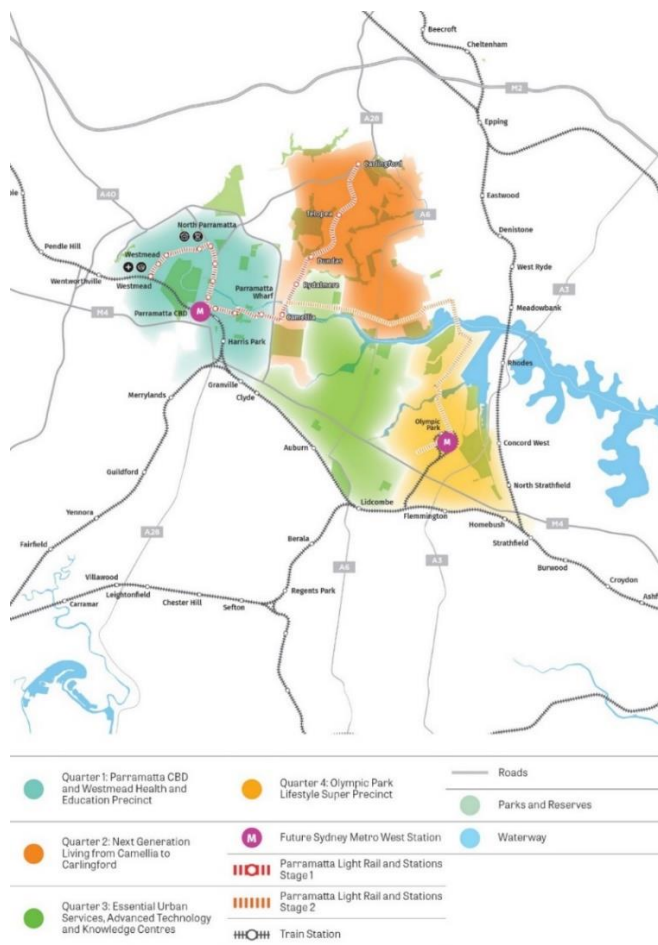 Beecroft
Cheltenham
M2
A28
Epping
Carlingford
A40
Eastwood
Telopea
A6
North Parramatta
Denistone
Pendle Hill
Westmead
Dundas
West Ryde
Wentworthville
Westmead
Rydalmere
A3
Parramatta
Wharf
Meadowbank
M4
Parramatta CBD
M
Camellia
Harris Park
Rhodes
Granville
Merrylands
Clyde
Olympic
Park
M
Auburn
Concord West
Guildford
North Strathfield
Lidcombe
Yennora
Flemmington
Homebush
M4
A28
Strathfield
Fairfield
Berala
A6
A3
Burwood
Villawood
Croydon
Leightonfield
Regents Park
Carramar
Chester Hill
Sefton
Ashf
Quarter 1: Parramatta CBD
and Westmead Health and
Education Precinct
Quarter 2: Next Generation
Living from Camellia to
Carlingford
Quarter 3: Essential Urban
Services, Advanced Technology
and Knowledge Centres
Quarter 4: Olympic Park
Lifestyle Super Precinct
M
Future Sydney Metro West Station
Parramatta Light Rail and Stations
Stage 1
Parramatta Light Rail and Stations
Stage 2
Train Station
Roads
Parks and Reserves
Waterway